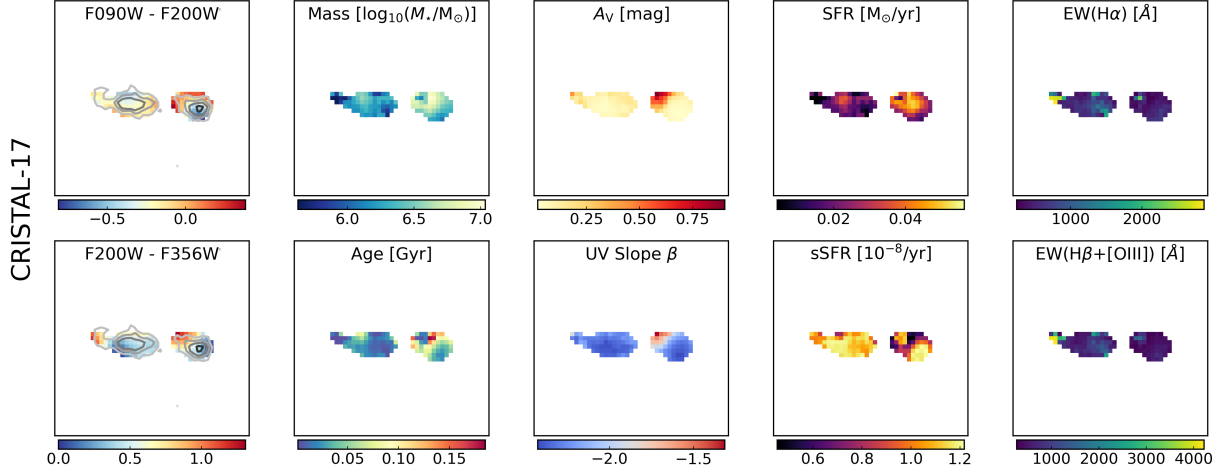 CRISTAL-17
F090W - F200W
Mass [log₁₀(M⋆/M⊙)]
A_V [mag]
SFR [M⊙/yr]
EW(Hα) [Å]
−0.5 0.0
6.0 6.5 7.0
0.25 0.50 0.75
0.02 0.04
1000 2000
F200W - F356W
Age [Gyr]
UV Slope β
sSFR [10⁻⁸/yr]
EW(Hβ+[OIII]) [Å]
0.0 0.5 1.0
0.05 0.10 0.15
−2.0 −1.5
0.6 0.8 1.0 1.2
1000 2000 3000 4000